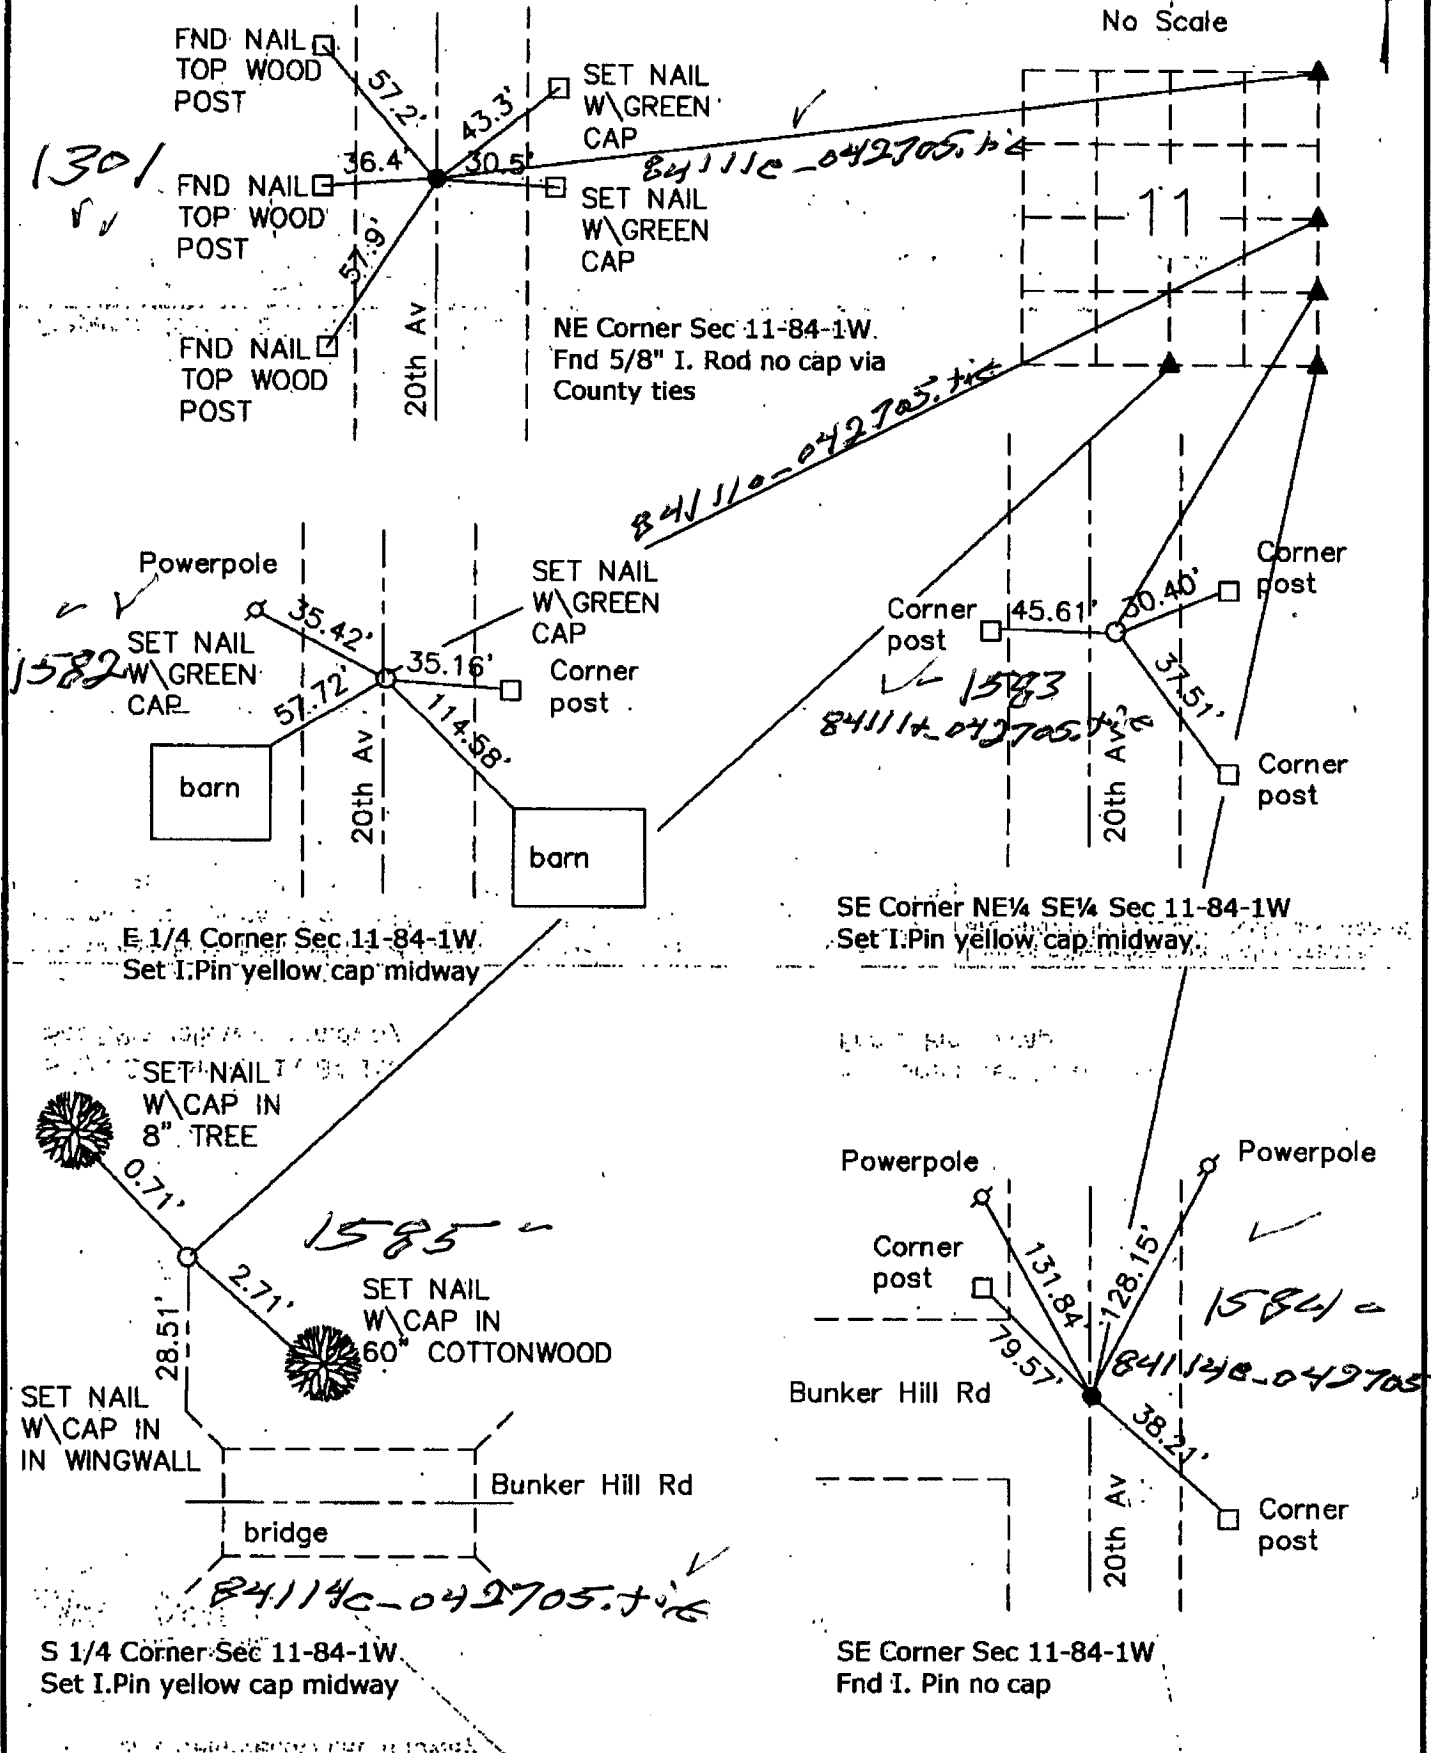 No Scale
FND NAIL
TOP WOOD
POST
57.2'
43.3'
SET NAIL
W\GREEN
CAP
1301
36.4'
30.5'
84111e-042705.tie
FND NAIL
TOP WOOD
POST
SET NAIL
W\GREEN
CAP
57.9'
11
FND NAIL
TOP WOOD
POST
20th Av
NE Corner Sec 11-84-1W.
Fnd 5/8" I. Rod no cap via
County ties
84111o-042705.tie
Powerpole
35.42'
SET NAIL
W\GREEN
CAP
1582
SET NAIL
W\GREEN
CAP
35.16'
Corner
post
57.72'
114.58'
barn
20th Av
barn
E 1/4 Corner Sec 11-84-1W.
Set I.Pin yellow cap midway
Corner
post
45.61'
30.40'
Corner
post
1583
37.51'
20th Av
Corner
post
SE Corner NE¼ SE¼ Sec 11-84-1W
Set I.Pin yellow cap midway.
SET NAIL
W\CAP IN
8" TREE
0.71'
1585
2.71'
28.51'
SET NAIL
W\CAP IN
60" COTTONWOOD
SET NAIL
W\CAP IN
IN WINGWALL
Bunker Hill Rd
bridge
84114c-042705.tie
S 1/4 Corner Sec 11-84-1W.
Set I.Pin yellow cap midway
Powerpole
Powerpole
Corner
post
131.84'
128.15'
1584
79.57'
84114e-042705
Bunker Hill Rd
38.21'
20th Av
Corner
post
SE Corner Sec 11-84-1W
Fnd I. Pin no cap